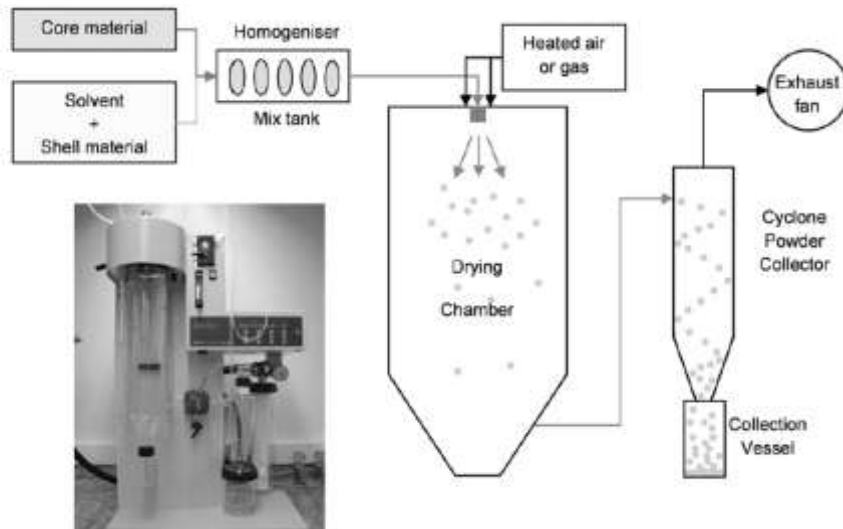 Core material
Solvent
+
Shell material
Homogeniser
Mix tank
Heated air
or gas
Exhaust
fan
Drying
Chamber
Cyclone
Powder
Collector
Collection
Vessel